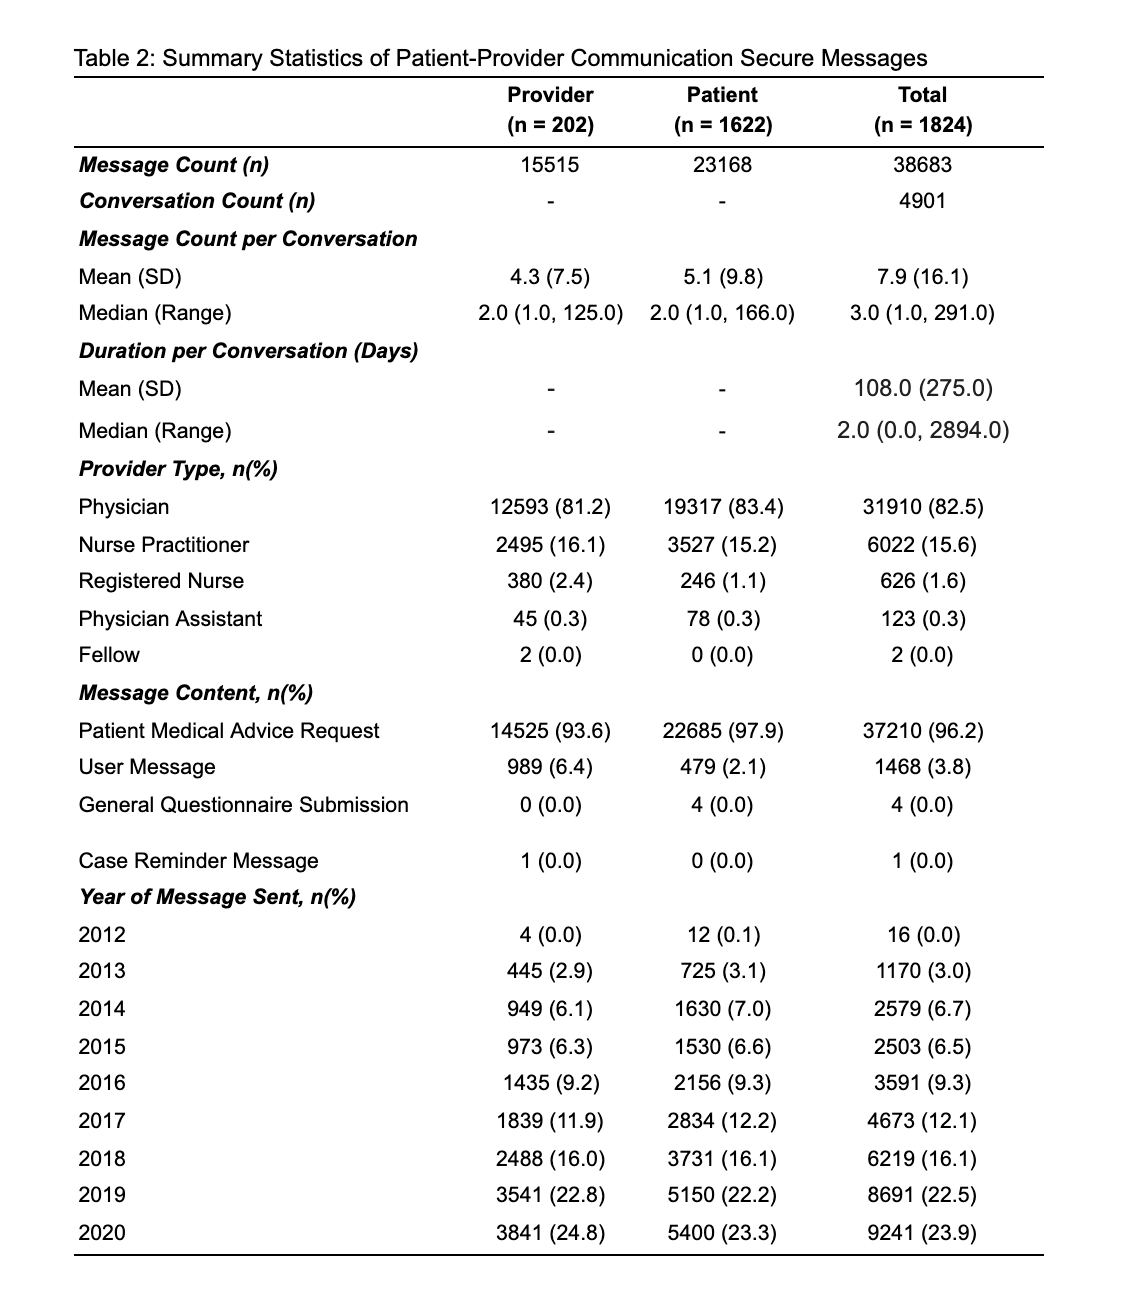 Table 2: Summary Statistics of Patient-Provider Communication Secure Messages
Provider Patient Total
(n = 202) (n = 1622) (n = 1824)
Message Count (n) 15515 23168 38683
Conversation Count (n) - - 4901
Message Count per Conversation
Mean (SD) 4.3 (7.5) 5.1 (9.8) 7.9 (16.1)
Median (Range) 2.0 (1.0, 125.0) 2.0 (1.0, 166.0) 3.0 (1.0, 291.0)
Duration per Conversation (Days)
Mean (SD) - - 108.0 (275.0)
Median (Range) - - 2.0 (0.0, 2894.0)
Provider Type, n(%)
Physician 12593 (81.2) 19317 (83.4) 31910 (82.5)
Nurse Practitioner 2495 (16.1) 3527 (15.2) 6022 (15.6)
Registered Nurse 380 (2.4) 246 (1.1) 626 (1.6)
Physician Assistant 45 (0.3) 78 (0.3) 123 (0.3)
Fellow 2 (0.0) 0 (0.0) 2 (0.0)
Message Content, n(%)
Patient Medical Advice Request 14525 (93.6) 22685 (97.9) 37210 (96.2)
User Message 989 (6.4) 479 (2.1) 1468 (3.8)
General Questionnaire Submission 0 (0.0) 4 (0.0) 4 (0.0)
Case Reminder Message 1 (0.0) 0 (0.0) 1 (0.0)
Year of Message Sent, n(%)
2012 4 (0.0) 12 (0.1) 16 (0.0)
2013 445 (2.9) 725 (3.1) 1170 (3.0)
2014 949 (6.1) 1630 (7.0) 2579 (6.7)
2015 973 (6.3) 1530 (6.6) 2503 (6.5)
2016 1435 (9.2) 2156 (9.3) 3591 (9.3)
2017 1839 (11.9) 2834 (12.2) 4673 (12.1)
2018 2488 (16.0) 3731 (16.1) 6219 (16.1)
2019 3541 (22.8) 5150 (22.2) 8691 (22.5)
2020 3841 (24.8) 5400 (23.3) 9241 (23.9)